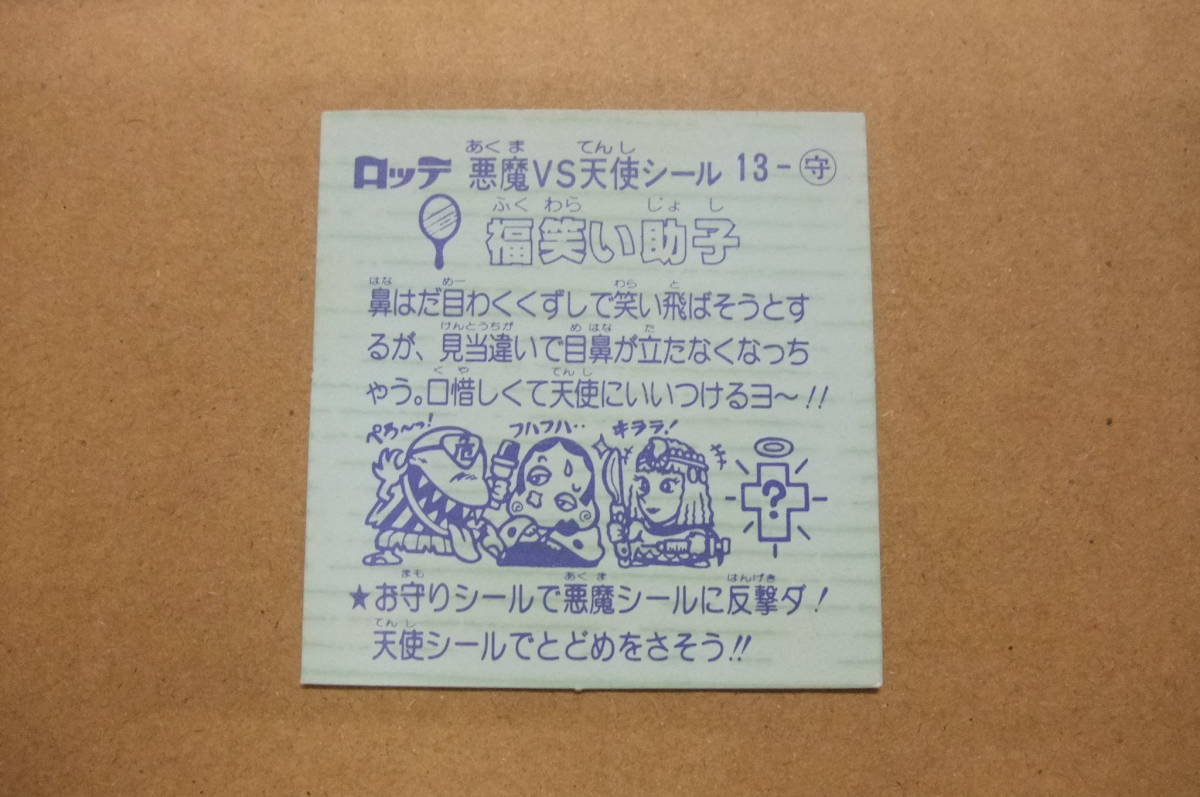 あくま てんし
ロッテ 悪魔VS天使シール 13-守
ふく わら じょ し
福笑い助子
はな めー わら と
鼻はだ目わくくずしで笑い飛ばそうとす
けんとうちが め はな た
るが、見当違いで目鼻が立たなくなっち
く や てんし
ゃう。口惜しくて天使にいいつけるヨ〜!!
ぺろ〜っ! フハフハ‥ キララ!
危 ?
まも あく ま はんげき
★お守りシールで悪魔シールに反撃ダ!
てんし
天使シールでとどめをさそう!!